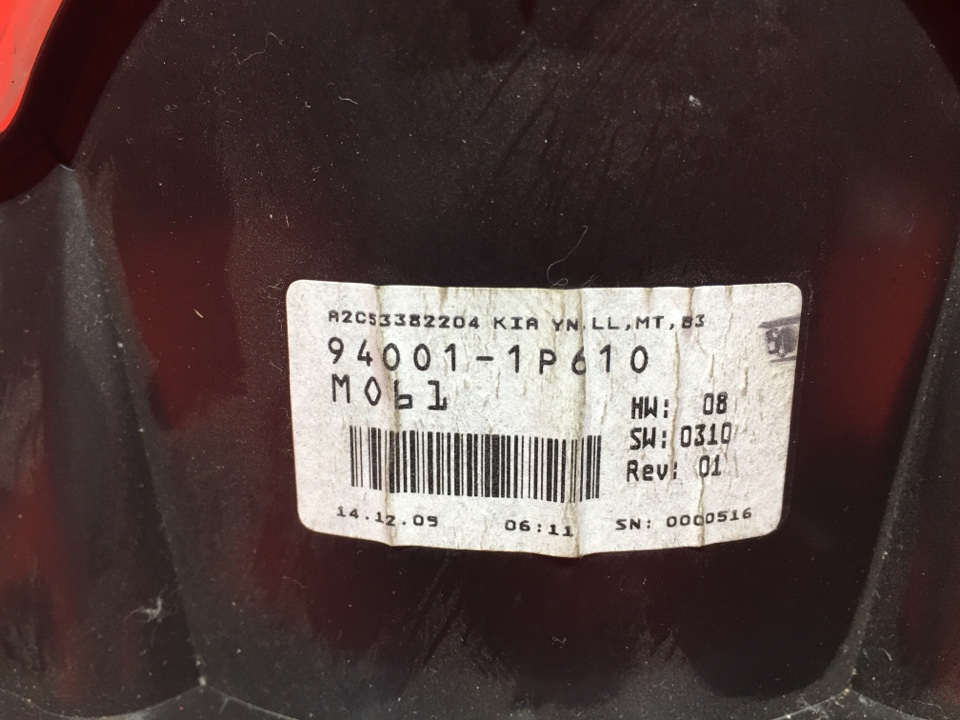 A2C53382204 KIA YN,LL,MT,B3
94001-1P610
M061
HW: 08
SW: 0310
Rev: 01
14.12.09 06:11 SN: 0000516